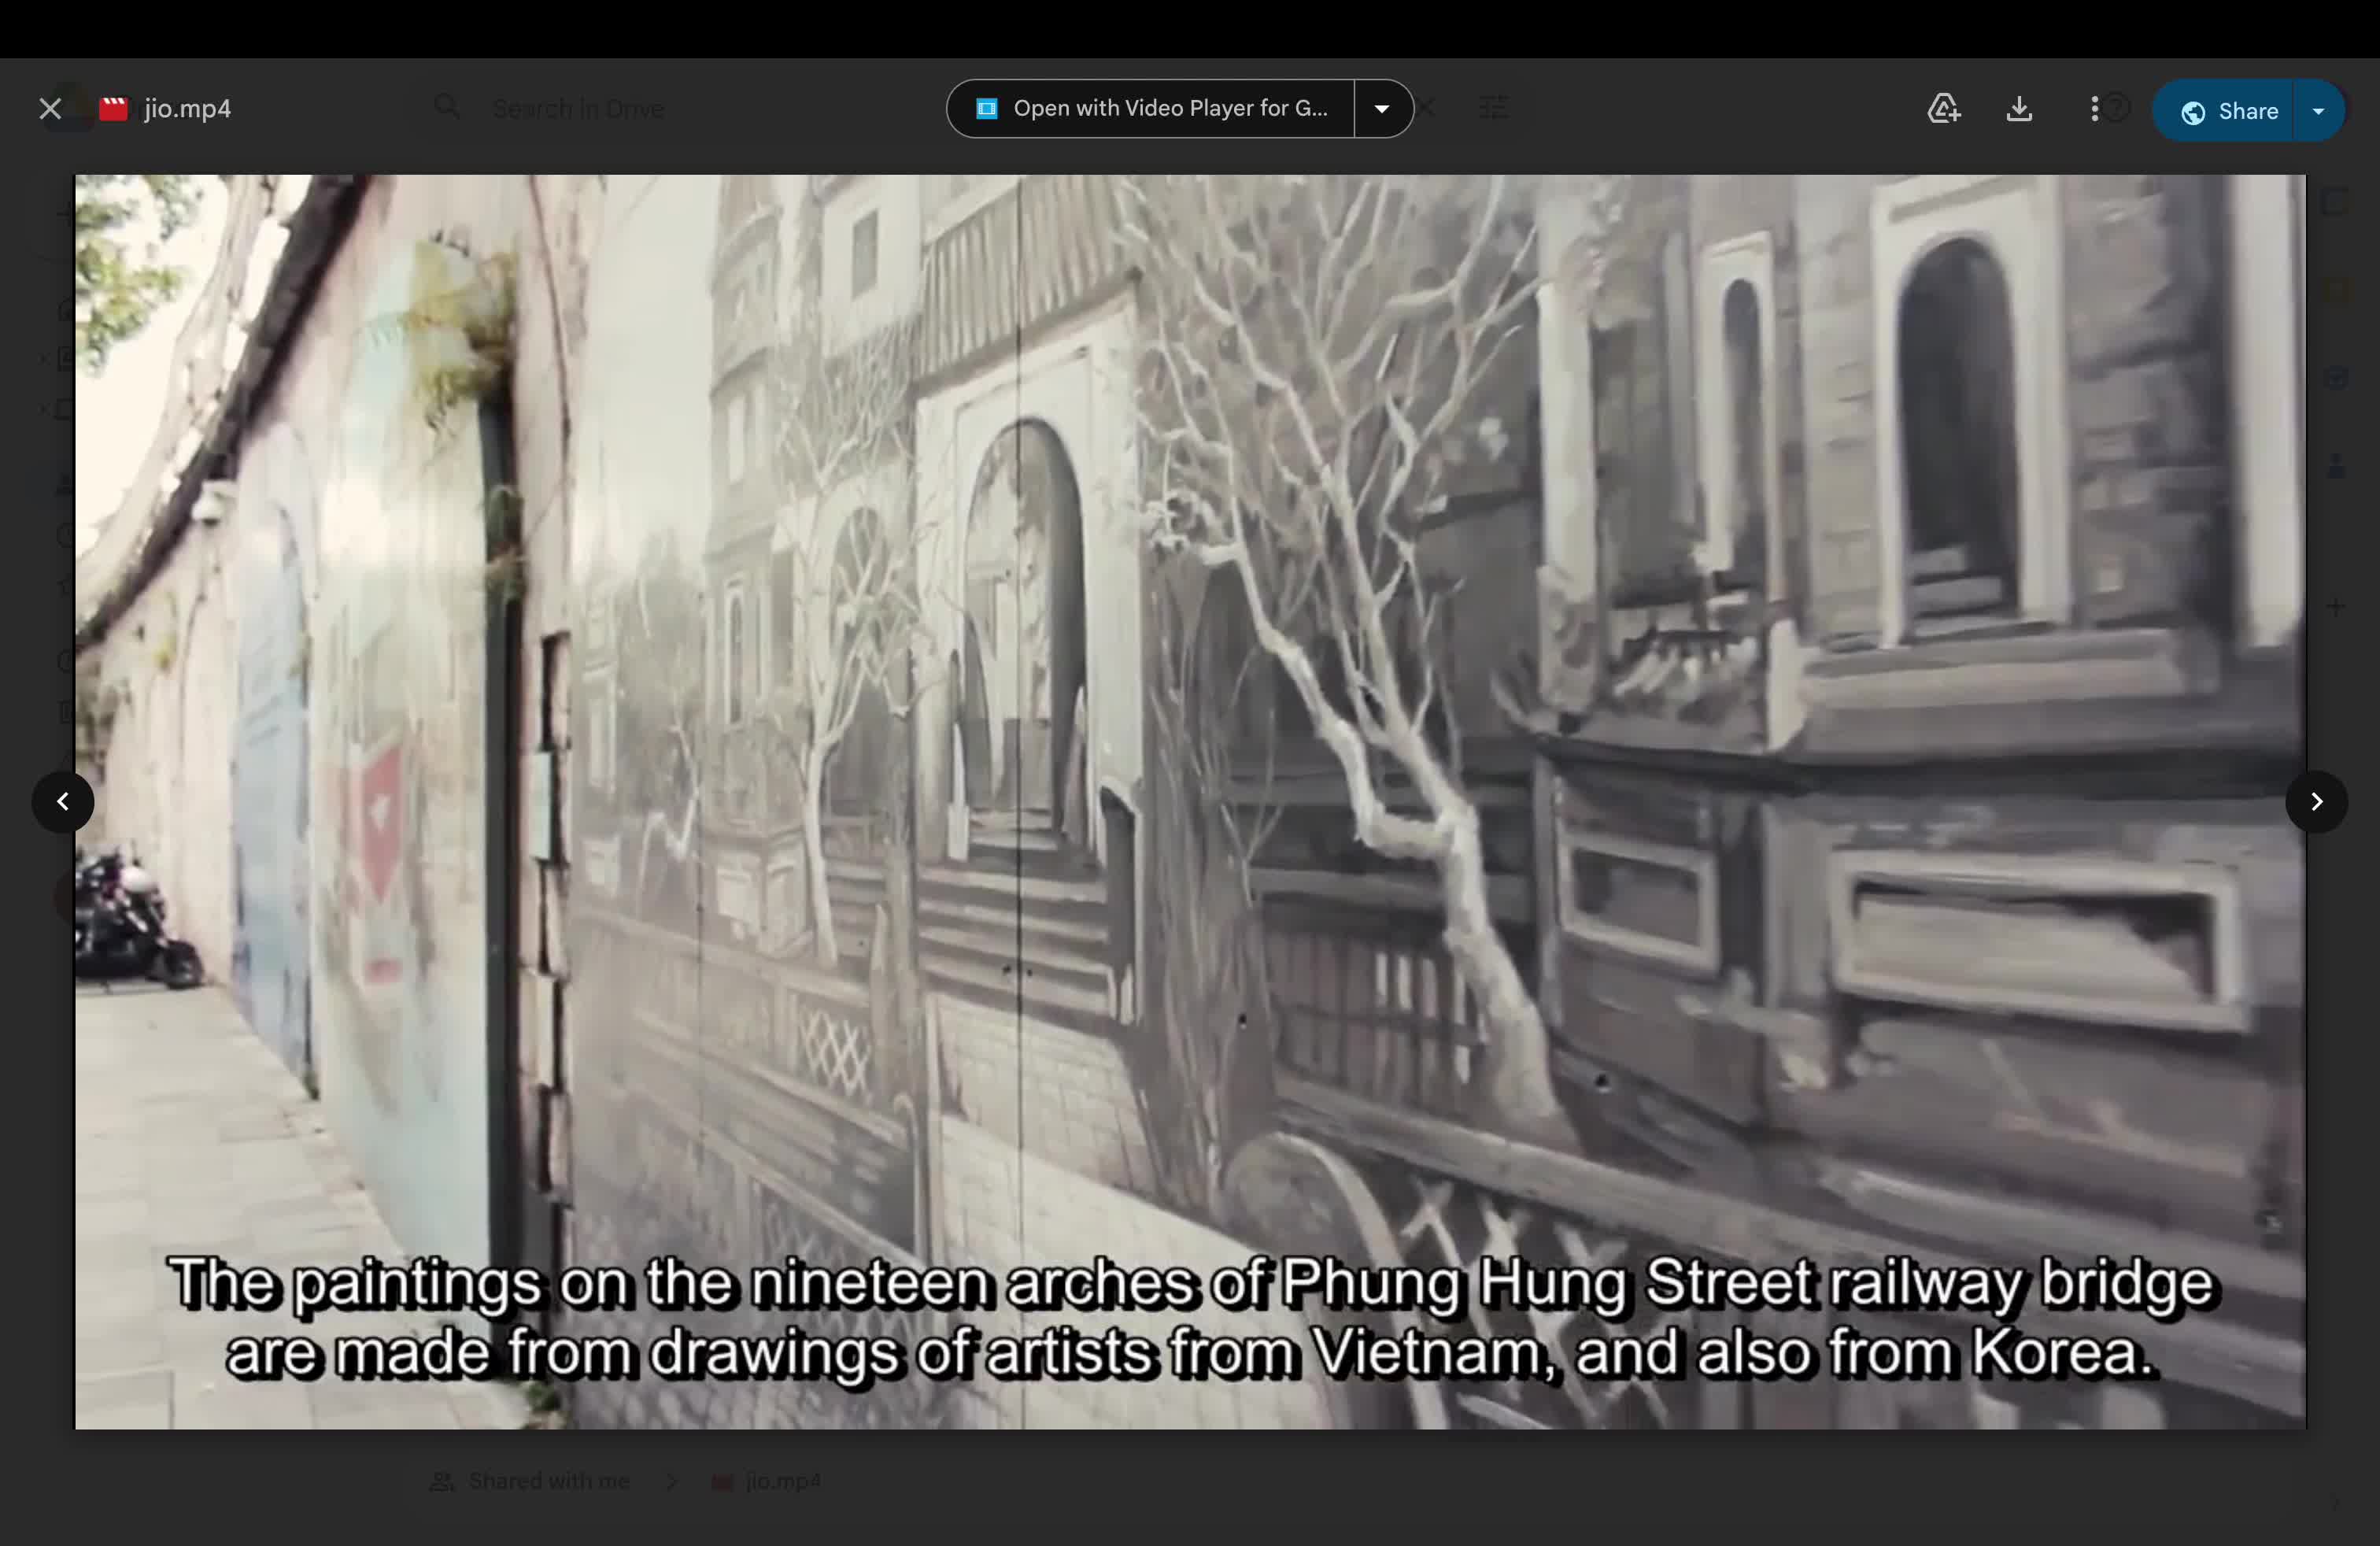 jio.mp4
Search in Drive
Open with Video Player for G...
Share
The paintings on the nineteen arches of Phung Hung Street railway bridge
are made from drawings of artists from Vietnam, and also from Korea.
Shared with me
jio.mp4